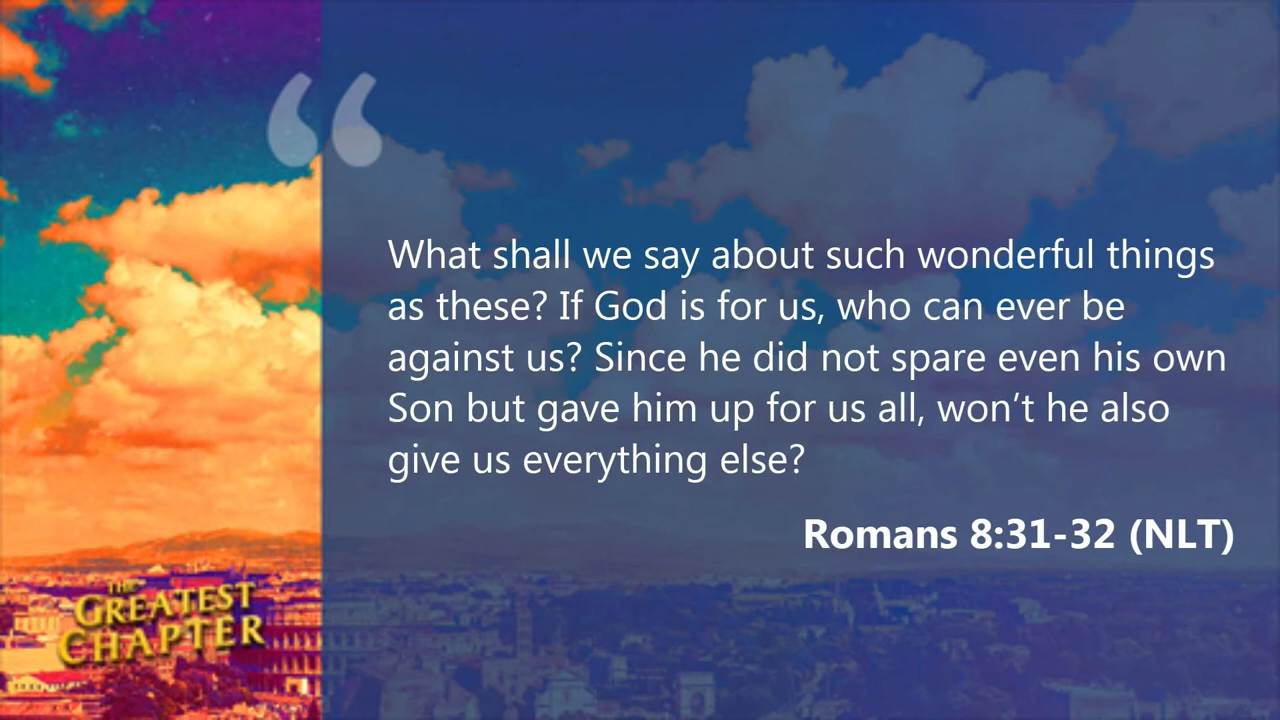 “
What shall we say about such wonderful things
as these? If God is for us, who can ever be
against us? Since he did not spare even his own
Son but gave him up for us all, won’t he also
give us everything else?
Romans 8:31-32 (NLT)
THE
GREATEST
CHAPTER